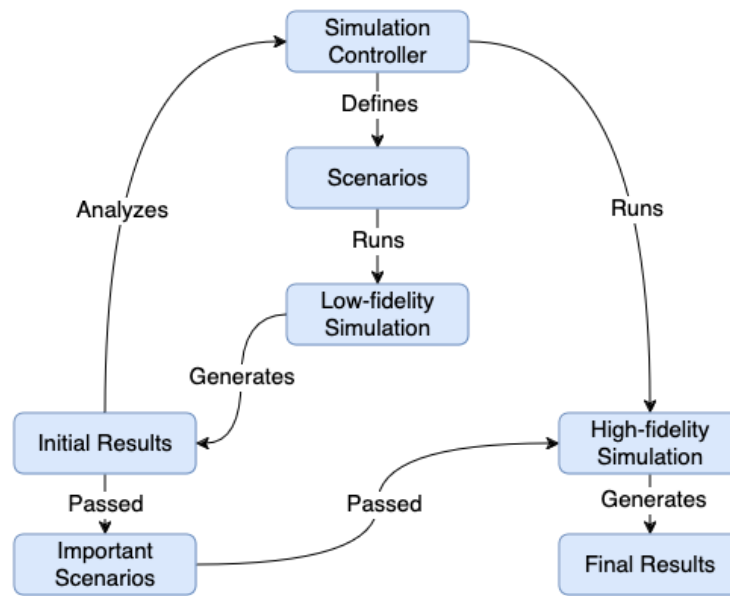 Simulation
Controller
Defines
Scenarios
Analyzes
Runs
Runs
Low-fidelity
Simulation
Generates
Initial Results
High-fidelity
Simulation
Passed
Passed
Generates
Important
Scenarios
Final Results